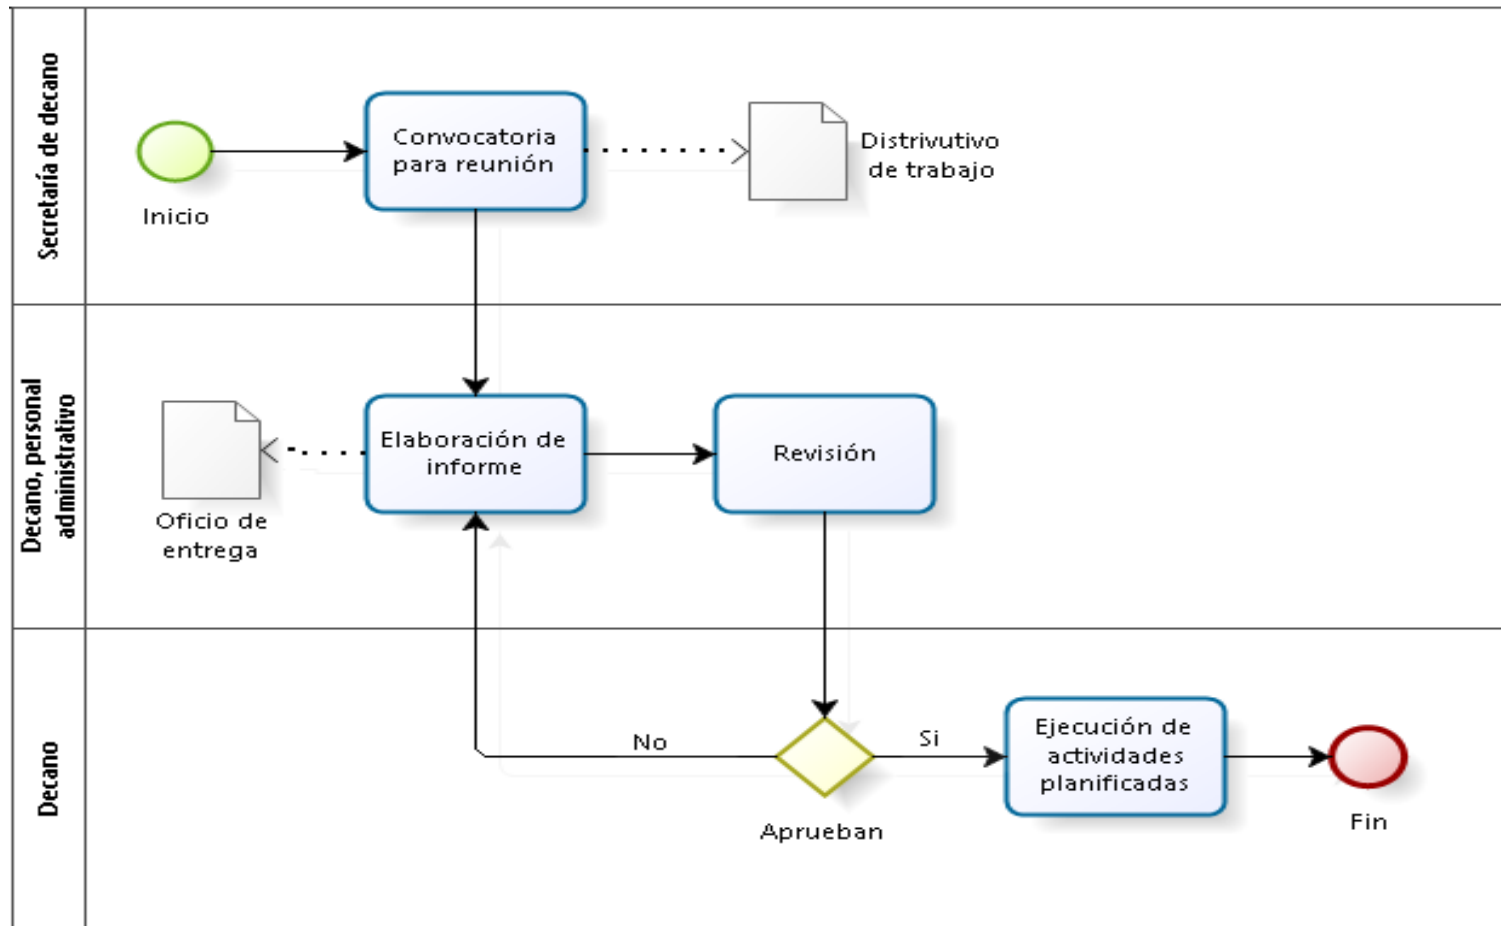 Secretaría de decano
Inicio
Convocatoria
para reunión
Distrivutivo
de trabajo
Decano, personal
administrativo
Oficio de
entrega
Elaboración de
informe
Revisión
Decano
No
Aprueban
Si
Ejecución de
actividades
planificadas
Fin